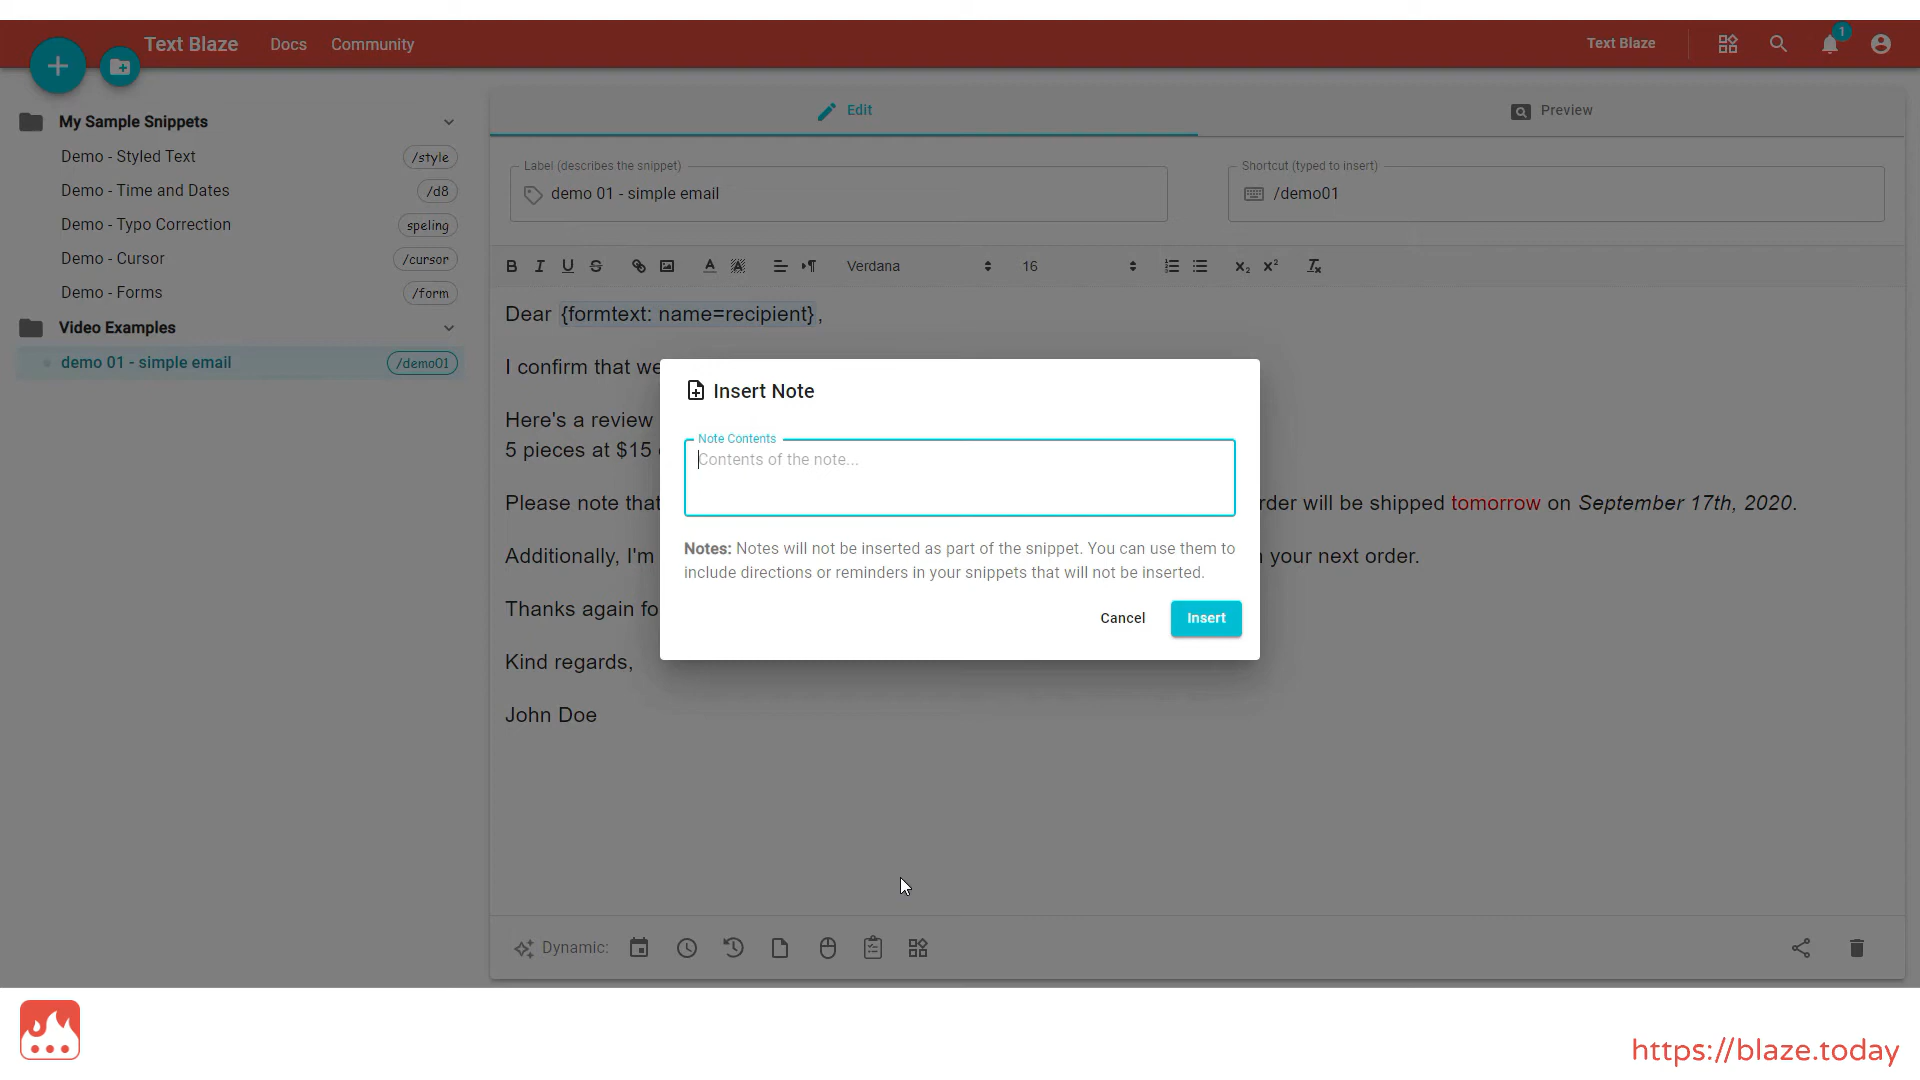 Text Blaze Docs Community Text Blaze 1
My Sample Snippets
Demo - Styled Text /style
Demo - Time and Dates /d8
Demo - Typo Correction speling
Demo - Cursor /cursor
Demo - Forms /form
Video Examples
demo 01 - simple email /demo01
Edit Preview
Label (describes the snippet) Shortcut (typed to insert)
demo 01 - simple email /demo01
Verdana 16
Dear {formtext: name=recipient},
I confirm that we
Here's a review
5 pieces at $15
Please note that rder will be shipped tomorrow on September 17th, 2020.
Additionally, I'm your next order.
Thanks again fo
Kind regards,
John Doe
Insert Note
Note Contents
Contents of the note...
Notes: Notes will not be inserted as part of the snippet. You can use them to
include directions or reminders in your snippets that will not be inserted.
Cancel Insert
Dynamic:
https://blaze.today